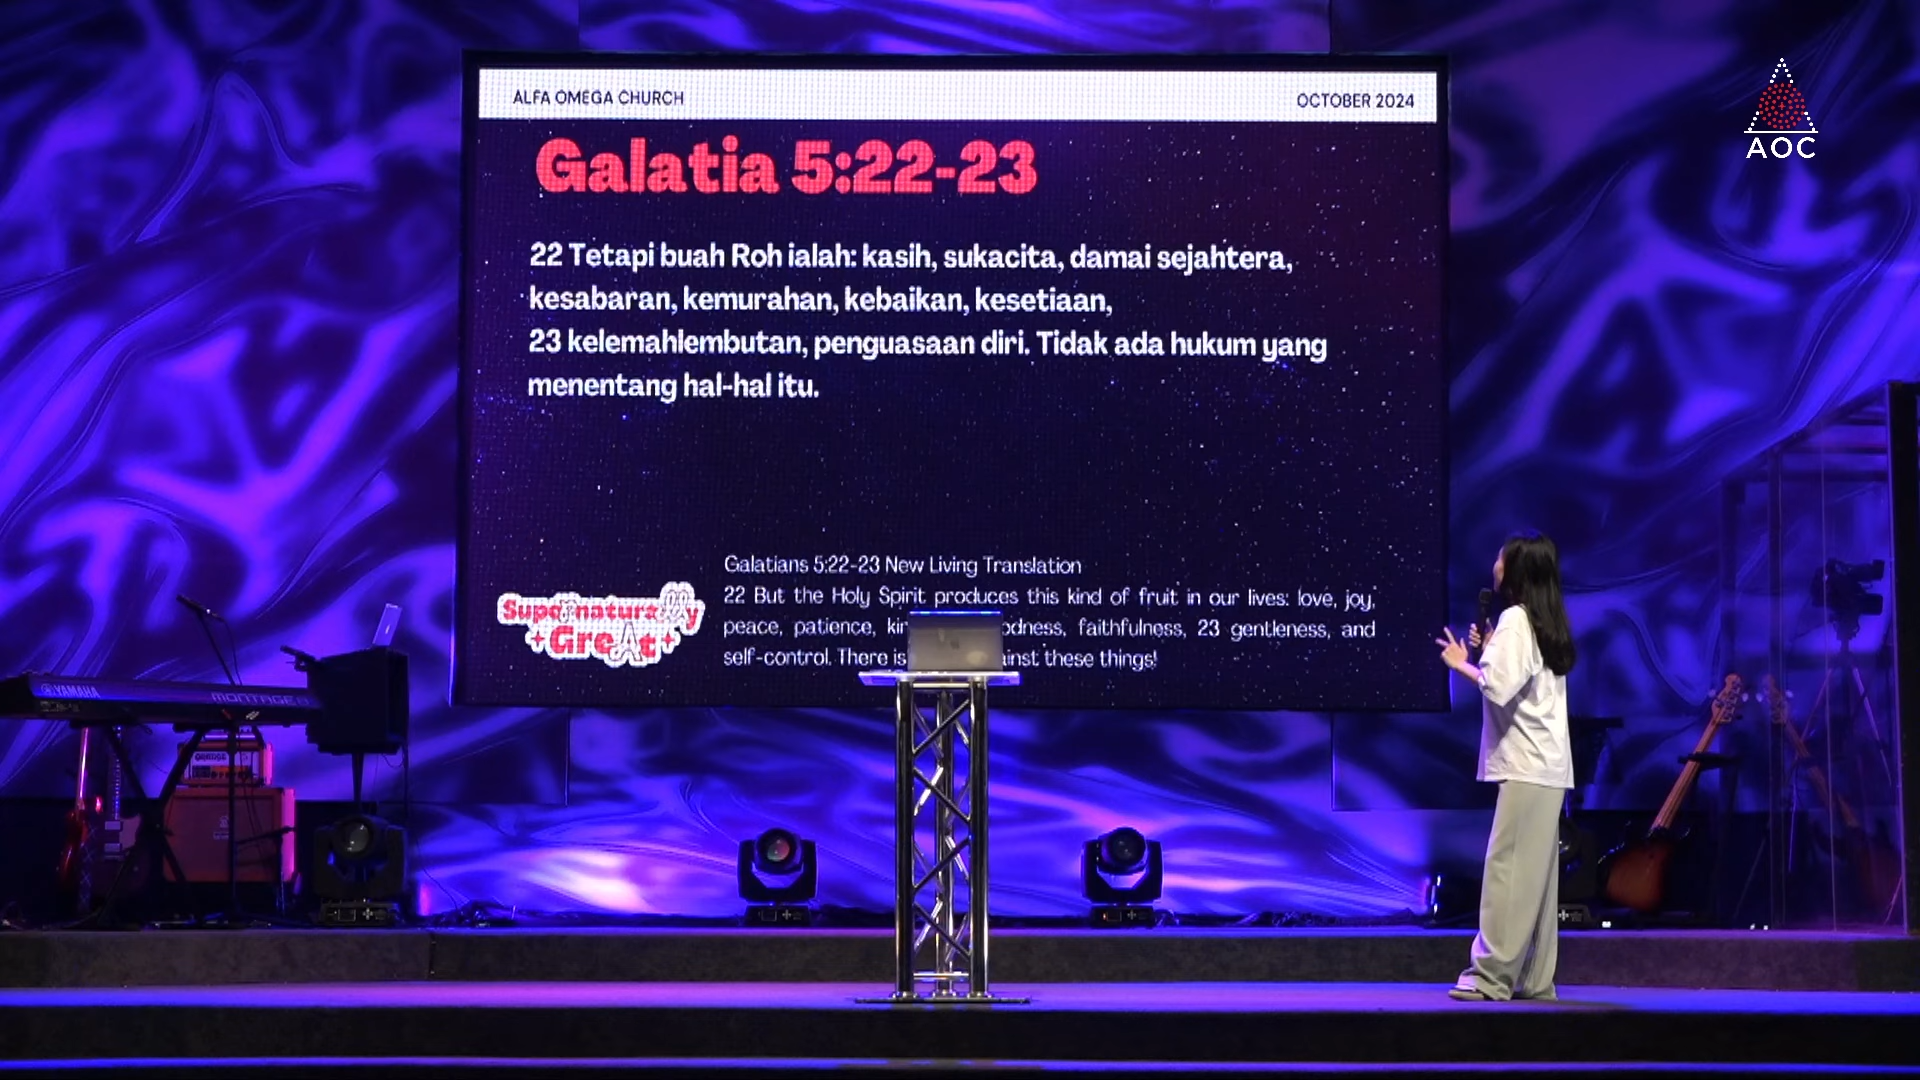 ALFA OMEGA CHURCH
OCTOBER 2024
AOC
Galatia 5:22-23
22 Tetapi buah Roh ialah: kasih, sukacita, damai sejahtera,
kesabaran, kemurahan, kebaikan, kesetiaan,
23 kelemahlembutan, penguasaan diri. Tidak ada hukum yang
menentang hal-hal itu.
Galatians 5:22-23 New Living Translation
22 But the Holy Spirit produces this kind of fruit in our lives: love, joy,
peace, patience, faithfulness, 23 gentleness, and
self-control. There is these things!
Supernaturally
GreAt
YAMAHA
MONTAGE